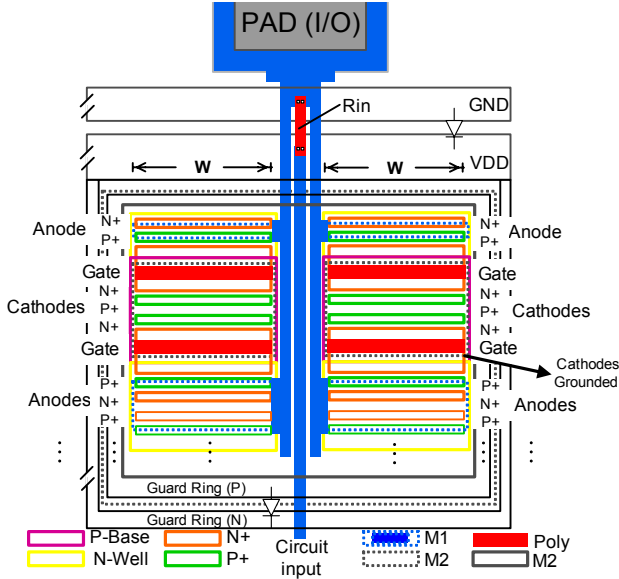 PAD (I/O)
Rin
GND
VDD
W
W
Anode
N+
P+
Gate
Cathodes
N+
P+
N+
Gate
Anodes
P+
N+
P+
N+
P+
Anode
Gate
N+
P+
N+
Cathodes
Gate
Cathodes
Grounded
P+
N+
P+
Anodes
Guard Ring (P)
Guard Ring (N)
Circuit
input
P-Base
N+
M1
Poly
N-Well
P+
M2
M2